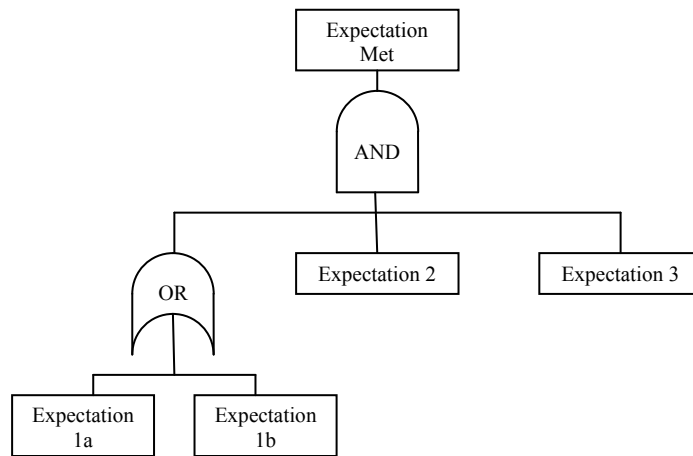 Expectation
Met
AND
Expectation 2
Expectation 3
OR
Expectation
1a
Expectation
1b